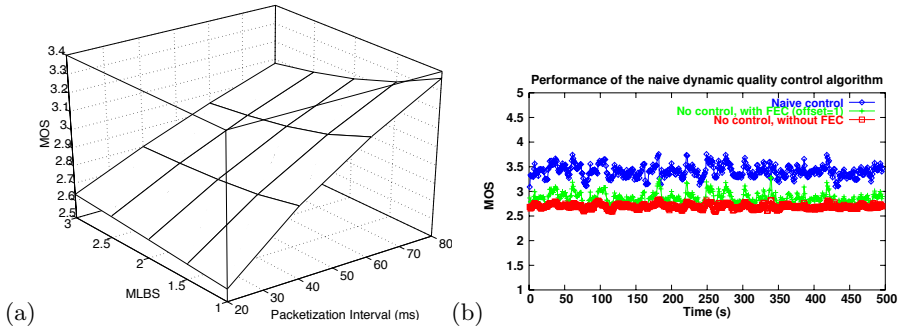 (a)
MOS
3.4
3.3
3.2
3.1
3
2.9
2.8
2.7
2.6
2.5
3
2.5
2
1.5
1
MLBS
20
30
40
50
60
70
80
Packetization Interval (ms)
(b)
Performance of the naive dynamic quality control algorithm
Naive control
No control, with FEC (offset=1)
No control, without FEC
MOS
5
4.5
4
3.5
3
2.5
2
1.5
1
0 50 100 150 200 250 300 350 400 450 500
Time (s)